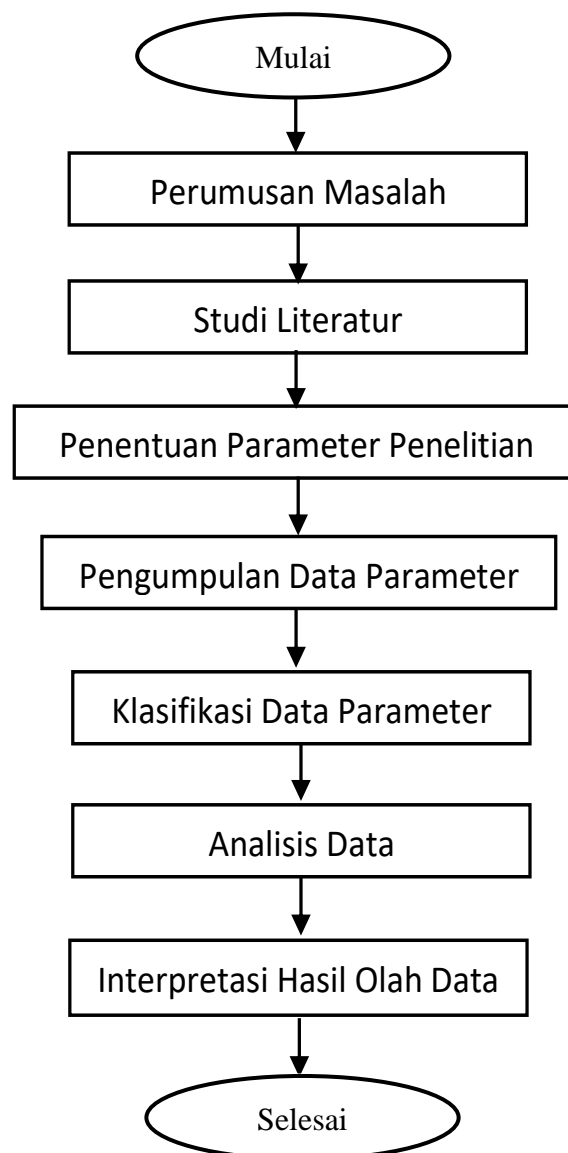 Mulai
Perumusan Masalah
Studi Literatur
Penentuan Parameter Penelitian
Pengumpulan Data Parameter
Klasifikasi Data Parameter
Analisis Data
Interpretasi Hasil Olah Data
Selesai